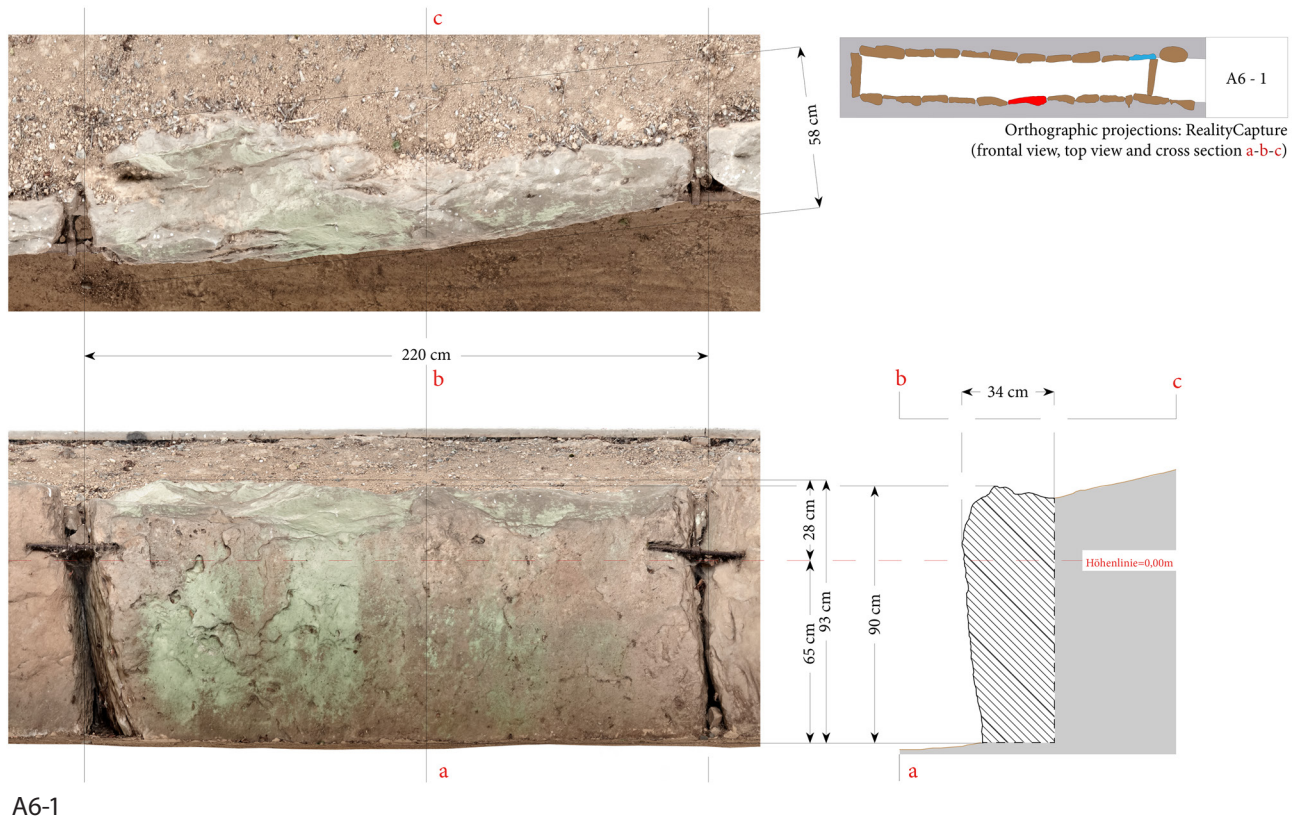 c
58 cm
A6 - 1
Orthographic projections: RealityCapture
(frontal view, top view and cross section a-b-c)
220 cm
b
b
34 cm
c
28 cm
65 cm
93 cm
90 cm
Höhenlinie=0,00m
a
a
A6-1